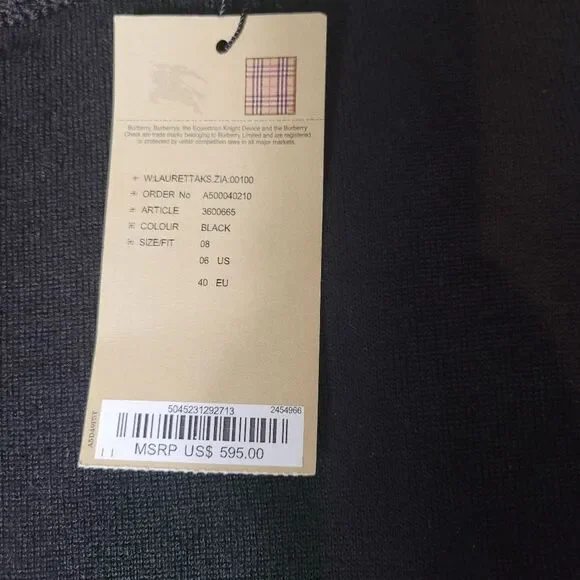 Burberry, Burberrys, the Equestrian Knight Device and the Burberry
Check are trade marks belonging to Burberry Limited and are registered
or protected by unfair competition laws in all major markets.
W:LAURETTAKS.ZIA:00100
ORDER No A500040210
ARTICLE 3600665
COLOUR BLACK
SIZE/FIT 08
06 US
40 EU
5045231292713 2454966
MSRP US$ 595.00